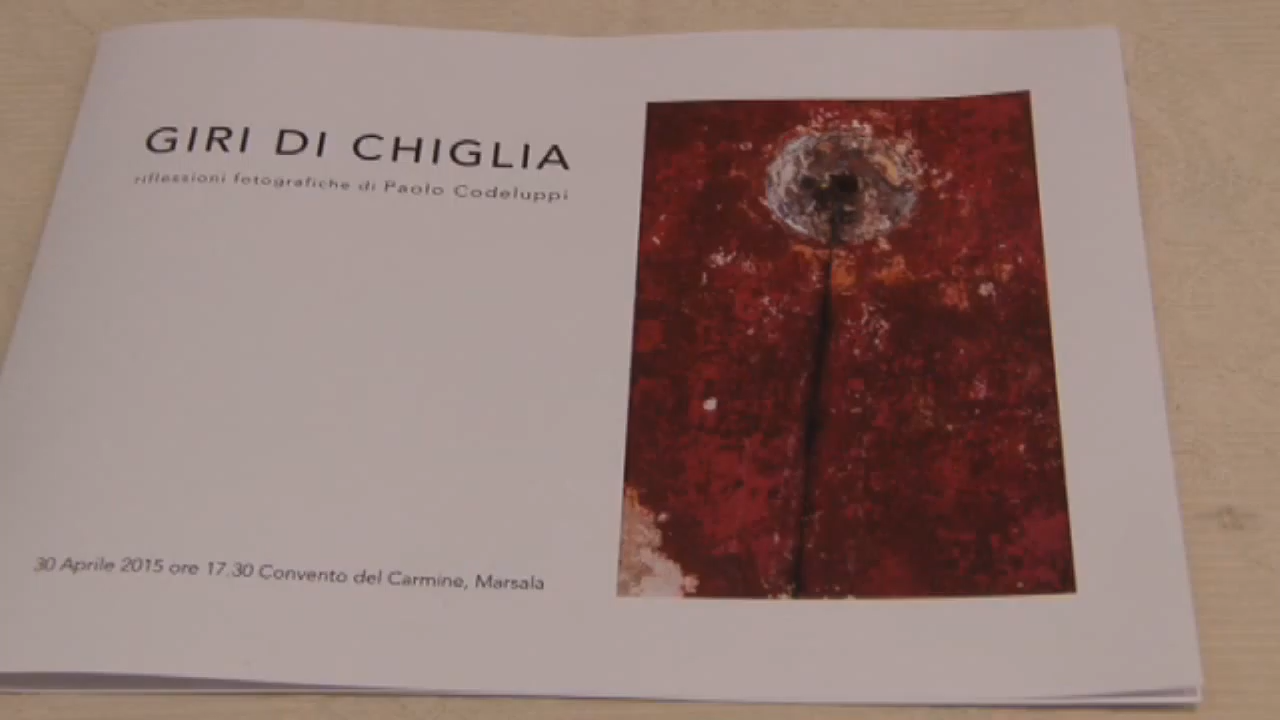 GIRI DI CHIGLIA
riflessioni fotografiche di Paolo Codeluppi
30 Aprile 2015 ore 17.30 Convento del Carmine, Marsala